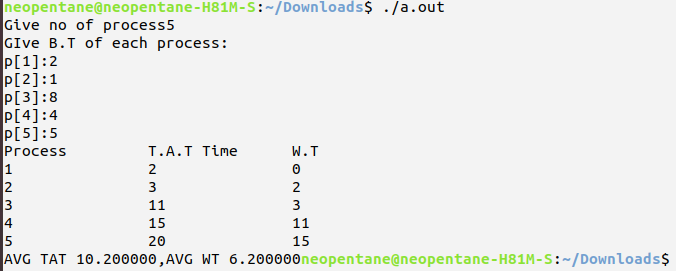 neopentane@neopentane-H81M-S:~/Downloads$ ./a.out
Give no of process5
GIve B.T of each process:
p[1]:2
p[2]:1
p[3]:8
p[4]:4
p[5]:5
Process T.A.T Time W.T
1 2 0
2 3 2
3 11 3
4 15 11
5 20 15
AVG TAT 10.200000,AVG WT 6.200000neopentane@neopentane-H81M-S:~/Downloads$